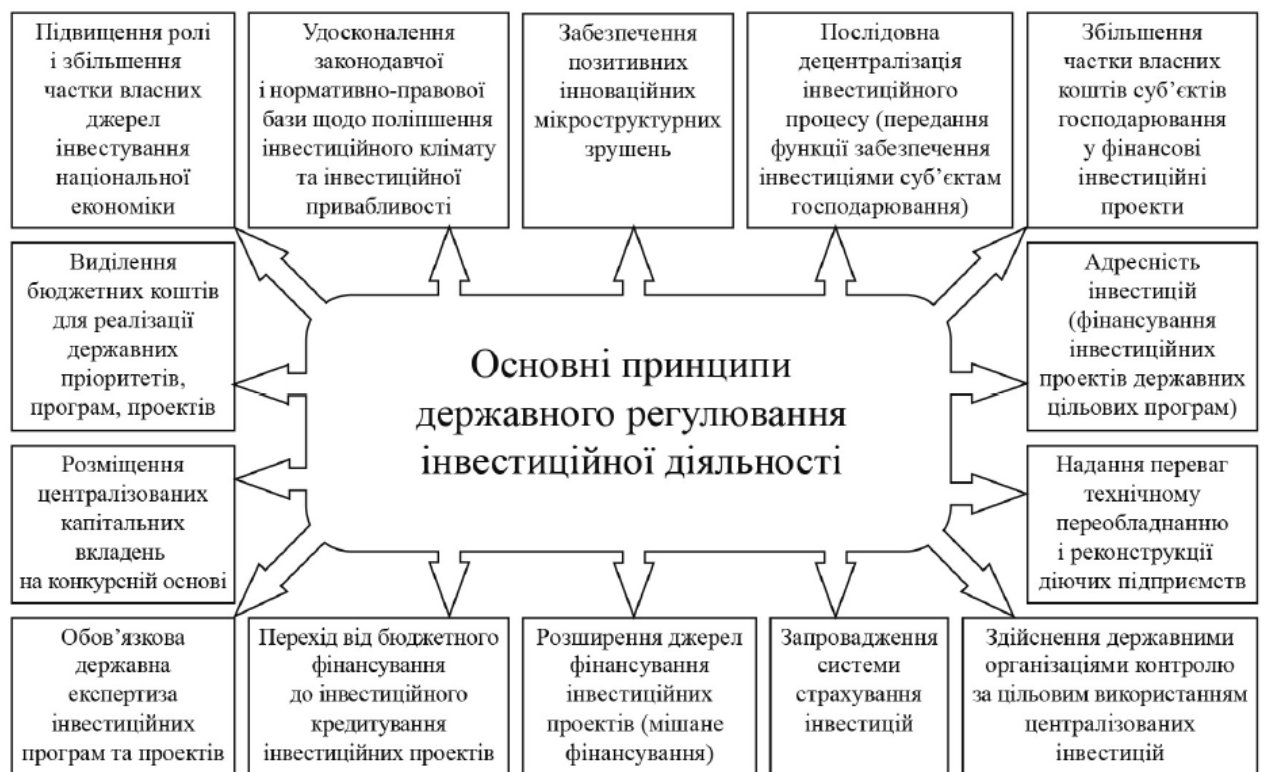 Підвищення ролі
і збільшення
частки власних
джерел
інвестування
національної
економіки
Удосконалення
законодавчої
і нормативно-правової
бази щодо поліпшення
інвестиційного клімату
та інвестиційної
привабливості
Забезпечення
позитивних
інноваційних
мікроструктурних
зрушень
Послідовна
децентралізація
інвестиційного
процесу (передання
функції забезпечення
інвестиціями суб’єктам
господарювання)
Збільшення
частки власних
коштів суб’єктів
господарювання
у фінансові
інвестиційні
проекти
Виділення
бюджетних коштів
для реалізації
державних
пріоритетів,
програм, проектів
Основні принципи
державного регулювання
інвестиційної діяльності
Адресність
інвестицій
(фінансування
інвестиційних
проектів державних
цільових програм)
Розміщення
централізованих
капітальних
вкладень
на конкурсній основі
Надання переваг
технічному
переобладнанню
і реконструкції
діючих підприємств
Обов’язкова
державна
експертиза
інвестиційних
програм та проектів
Перехід від бюджетного
фінансування
до інвестиційного
кредитування
інвестиційних проектів
Розширення джерел
фінансування
інвестиційних
проектів (мішане
фінансування)
Запровадження
системи
страхування
інвестицій
Здійснення державними
організаціями контролю
за цільовим використанням
централізованих
інвестицій